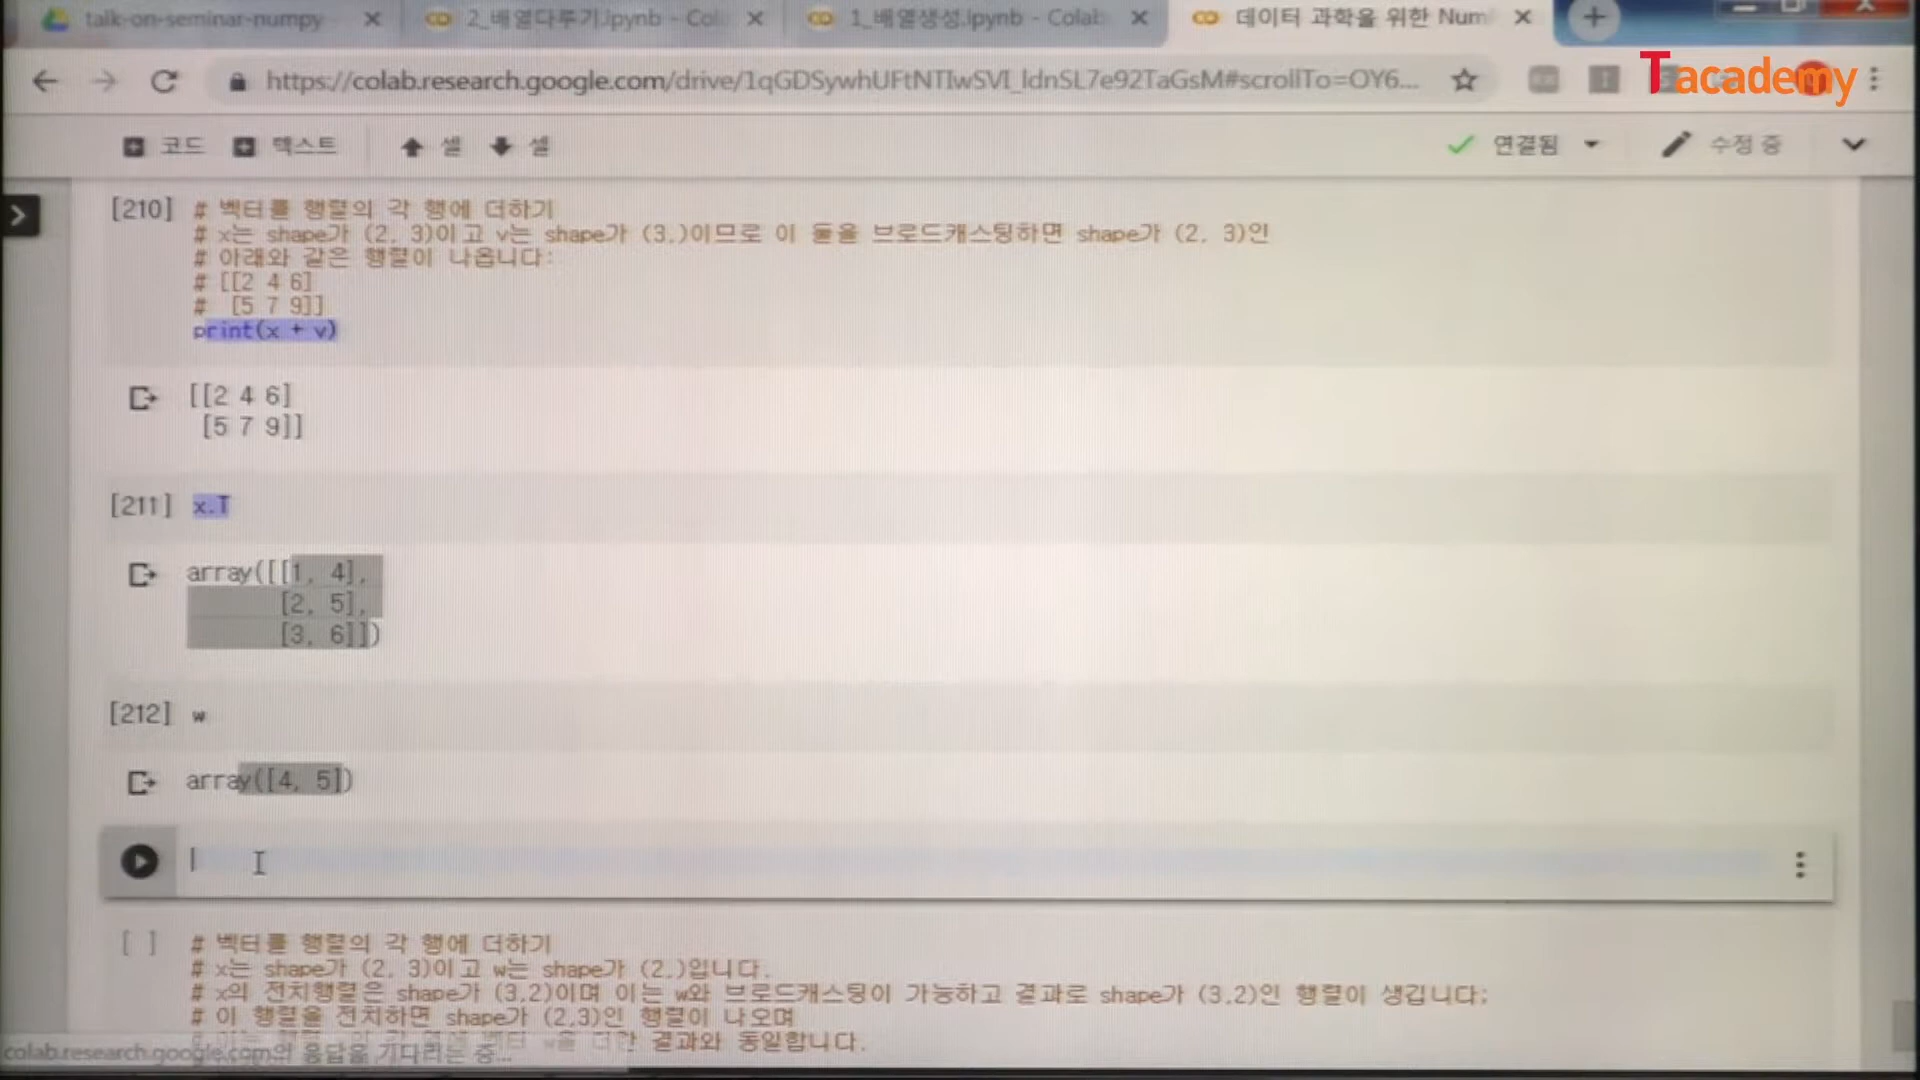 talk-on-seminar-numpy
2_배열다루기.ipynb - Col
1_배열생성.ipynb - Colab
데이터 과학을 위한 Num
https://colab.research.google.com/drive/1qGDSywhUFtNTIwSVI_ldnSL7e92TaGsM#scrollTo=OY6...
Tacademy
코드 텍스트 셀 셀
연결됨 수정 중
[210] # 벡터를 행렬의 각 행에 더하기
# x는 shape가 (2, 3)이고 v는 shape가 (3,)이므로 이 둘을 브로드캐스팅하면 shape가 (2, 3)인
# 아래와 같은 행렬이 나옵니다:
# [[2 4 6]
# [5 7 9]]
print(x + v)
[[2 4 6]
[5 7 9]]
[211] x.T
array([[1, 4],
[2, 5],
[3, 6]])
[212] w
array([4, 5])
[ ] # 벡터를 행렬의 각 행에 더하기
# x는 shape가 (2, 3)이고 w는 shape가 (2,)입니다.
# x의 전치행렬은 shape가 (3,2)이며 이는 w와 브로드캐스팅이 가능하고 결과로 shape가 (3,2)인 행렬이 생깁니다;
# 이 행렬을 전치하면 shape가 (2,3)인 행렬이 나오며
결과와 동일합니다.
colab.research.google.com의 응답을 기다리는 중...